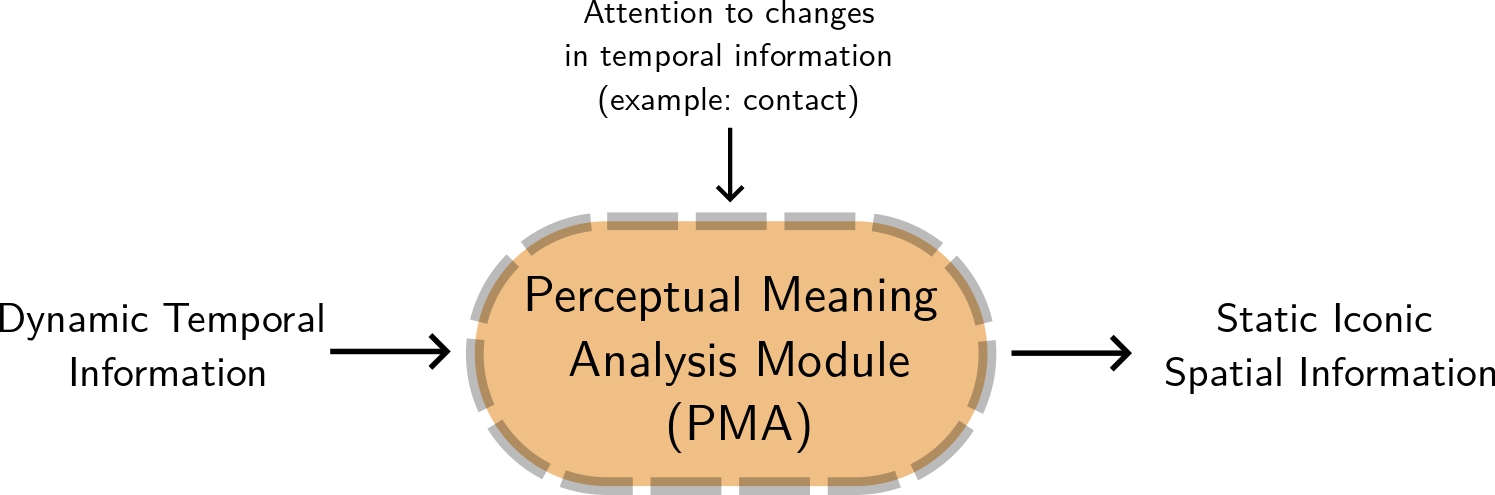 Attention to changes
in temporal information
(example: contact)
Dynamic Temporal
Information
Perceptual Meaning
Analysis Module
(PMA)
Static Iconic
Spatial Information